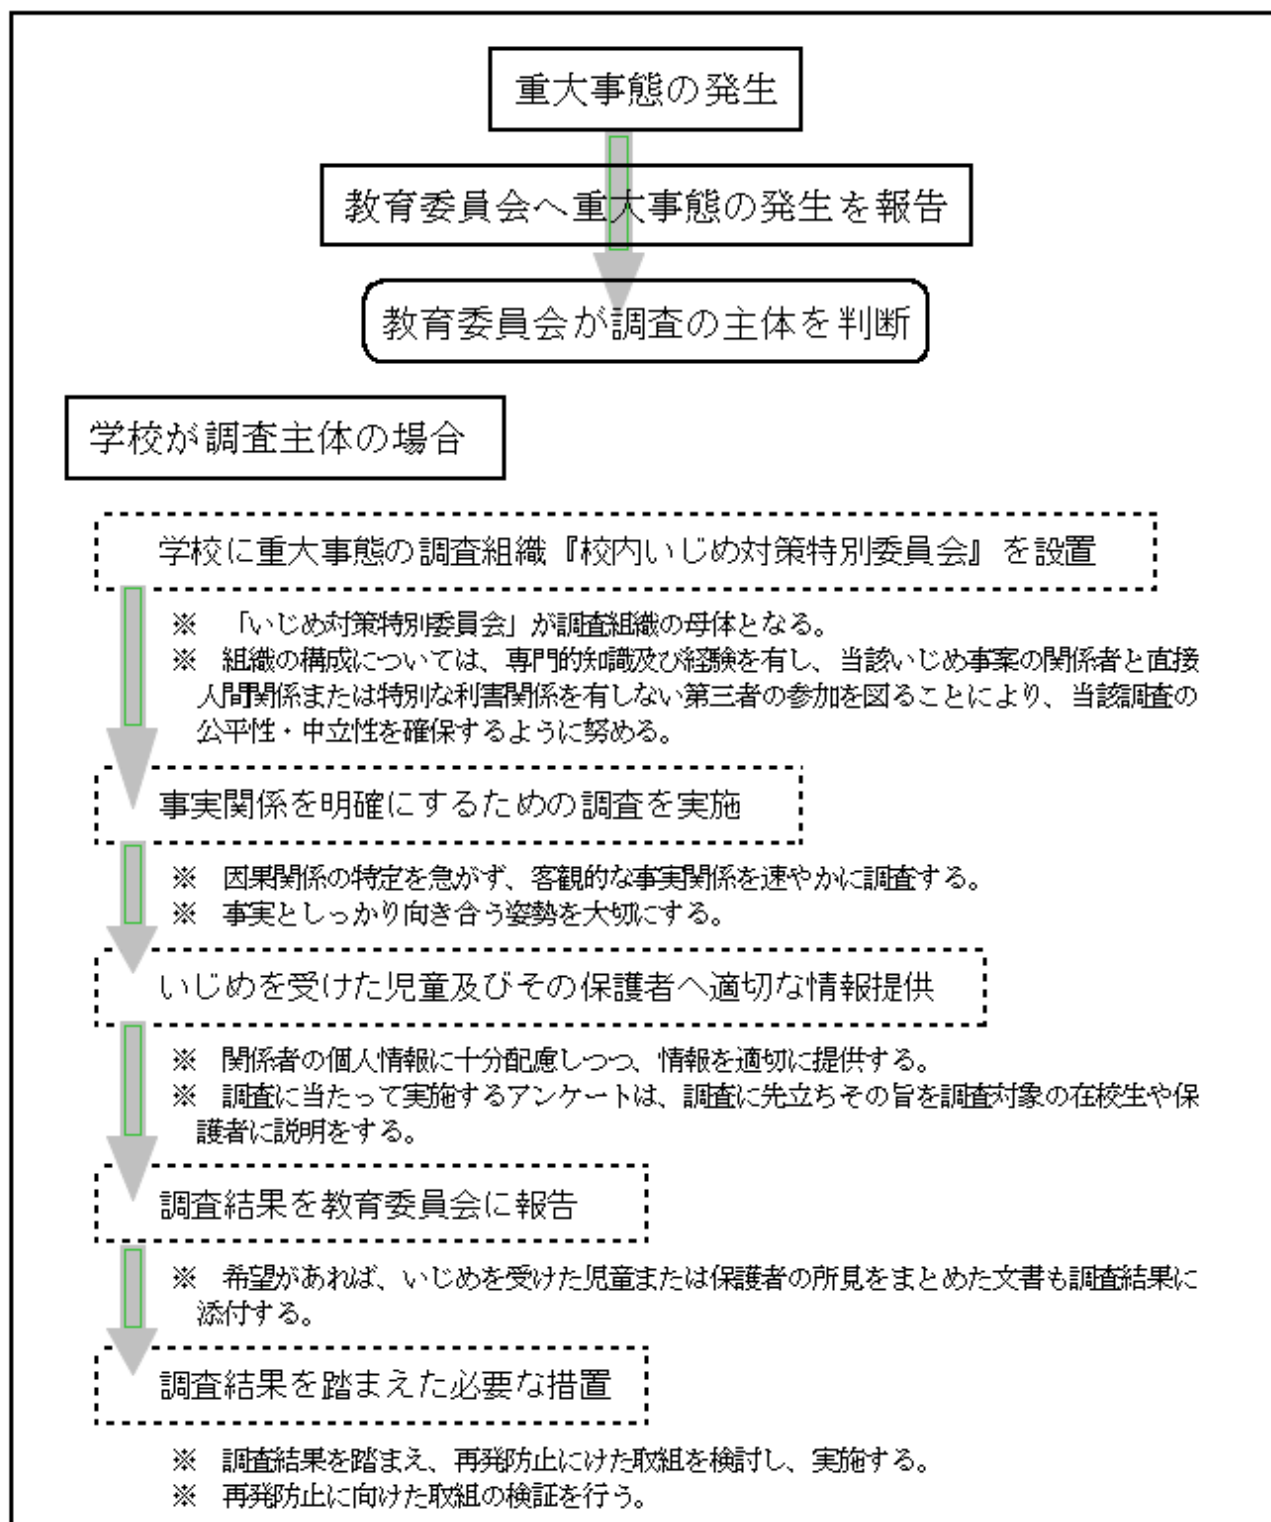 重大事態の発生
教育委員会へ重大事態の発生を報告
教育委員会が調査の主体を判断
学校が調査主体の場合
学校に重大事態の調査組織『校内いじめ対策特別委員会』を設置
※ 「いじめ対策特別委員会」が調査組織の母体となる。
※ 組織の構成については、専門的知識及び経験を有し、当該いじめ事案の関係者と直接
人間関係または特別な利害関係を有しない第三者の参加を図ることにより、当該調査の
公平性・中立性を確保するように努める。
事実関係を明確にするための調査を実施
※ 因果関係の特定を急がず、客観的な事実関係を速やかに調査する。
※ 事実としっかり向き合う姿勢を大切にする。
いじめを受けた児童及びその保護者へ適切な情報提供
※ 関係者の個人情報に十分配慮しつつ、情報を適切に提供する。
※ 調査に当たって実施するアンケートは、調査に先立ちその旨を調査対象の在校生や保
護者に説明をする。
調査結果を教育委員会に報告
※ 希望があれば、いじめを受けた児童または保護者の所見をまとめた文書も調査結果に
添付する。
調査結果を踏まえた必要な措置
※ 調査結果を踏まえ、再発防止にけた取組を検討し、実施する。
※ 再発防止に向けた取組の検証を行う。